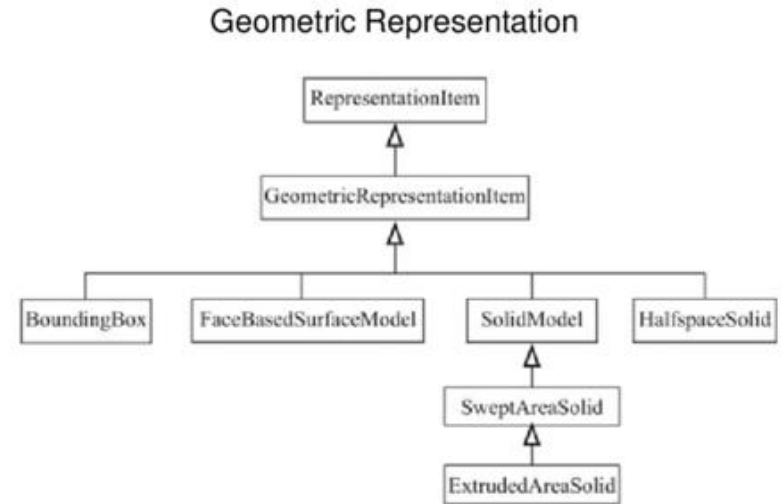 Geometric Representation
RepresentationItem
GeometricRepresentationItem
BoundingBox
FaceBasedSurfaceModel
SolidModel
HalfspaceSolid
SweptAreaSolid
ExtrudedAreaSolid